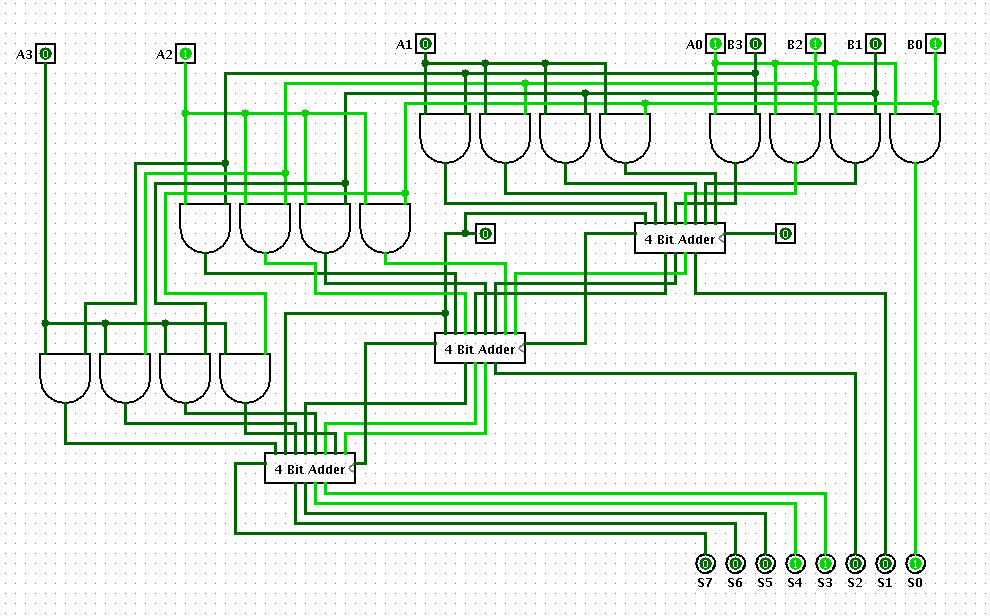 A3 0 A2 1 A1 0 A0 1 B3 0 B2 1 B1 0 B0 1
0 4 Bit Adder 0
4 Bit Adder
4 Bit Adder
0 0 0 1 1 0 0 1
S7 S6 S5 S4 S3 S2 S1 S0